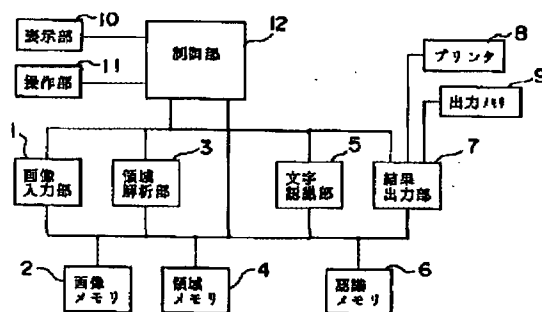 10
表示部
11
操作部
12
制御部
8
プリンタ
9
出力メモリ
1
画像
入力部
3
領域
解析部
5
文字
認識部
7
結果
出力部
2
画像
メモリ
4
領域
メモリ
6
認識
メモリ